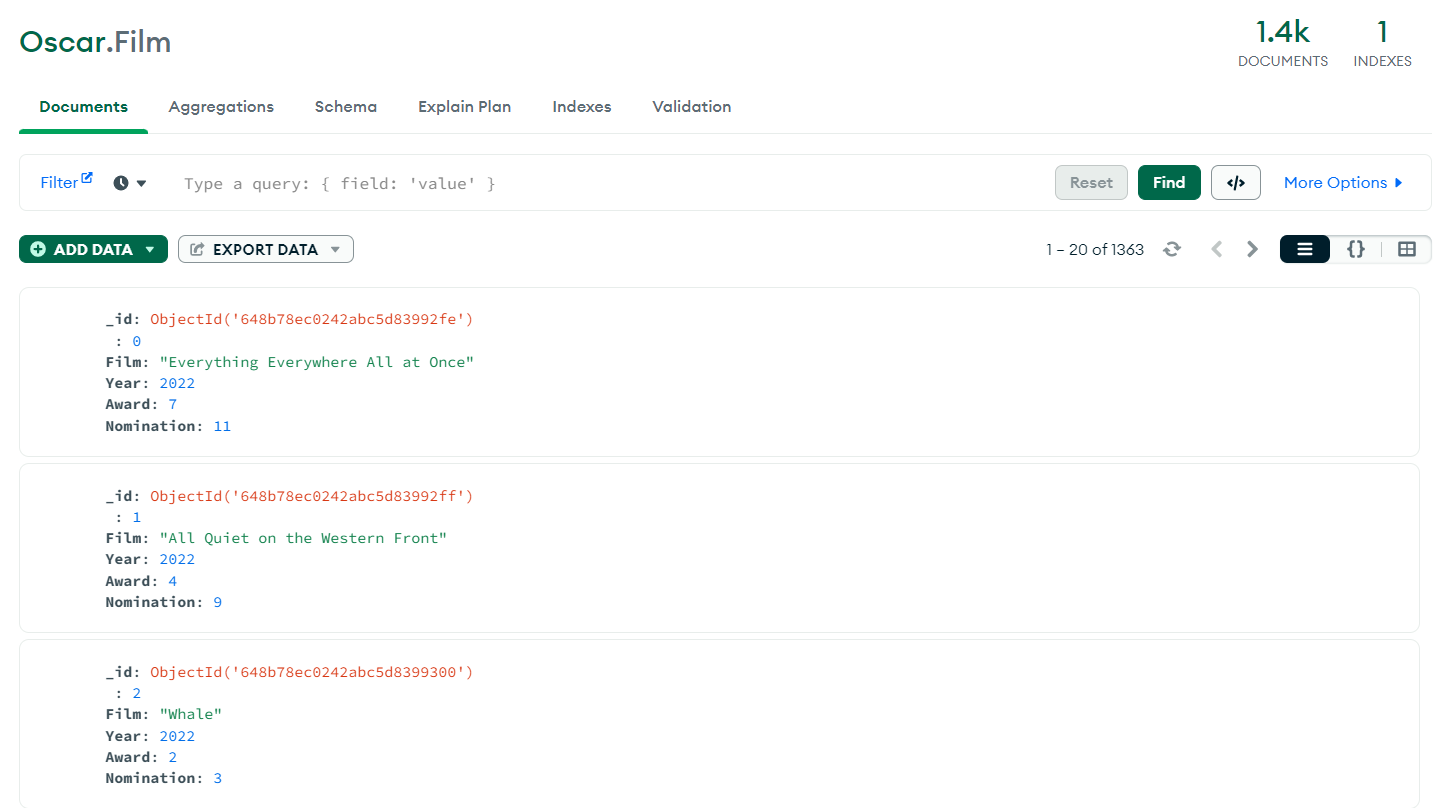 Oscar.Film
1.4k
DOCUMENTS
1
INDEXES
Documents Aggregations Schema Explain Plan Indexes Validation
Filter Type a query: { field: 'value' } Reset Find </> More Options
ADD DATA EXPORT DATA 1 – 20 of 1363 {}
_id: ObjectId('648b78ec0242abc5d83992fe')
: 0
Film: "Everything Everywhere All at Once"
Year: 2022
Award: 7
Nomination: 11
_id: ObjectId('648b78ec0242abc5d83992ff')
: 1
Film: "All Quiet on the Western Front"
Year: 2022
Award: 4
Nomination: 9
_id: ObjectId('648b78ec0242abc5d8399300')
: 2
Film: "Whale"
Year: 2022
Award: 2
Nomination: 3